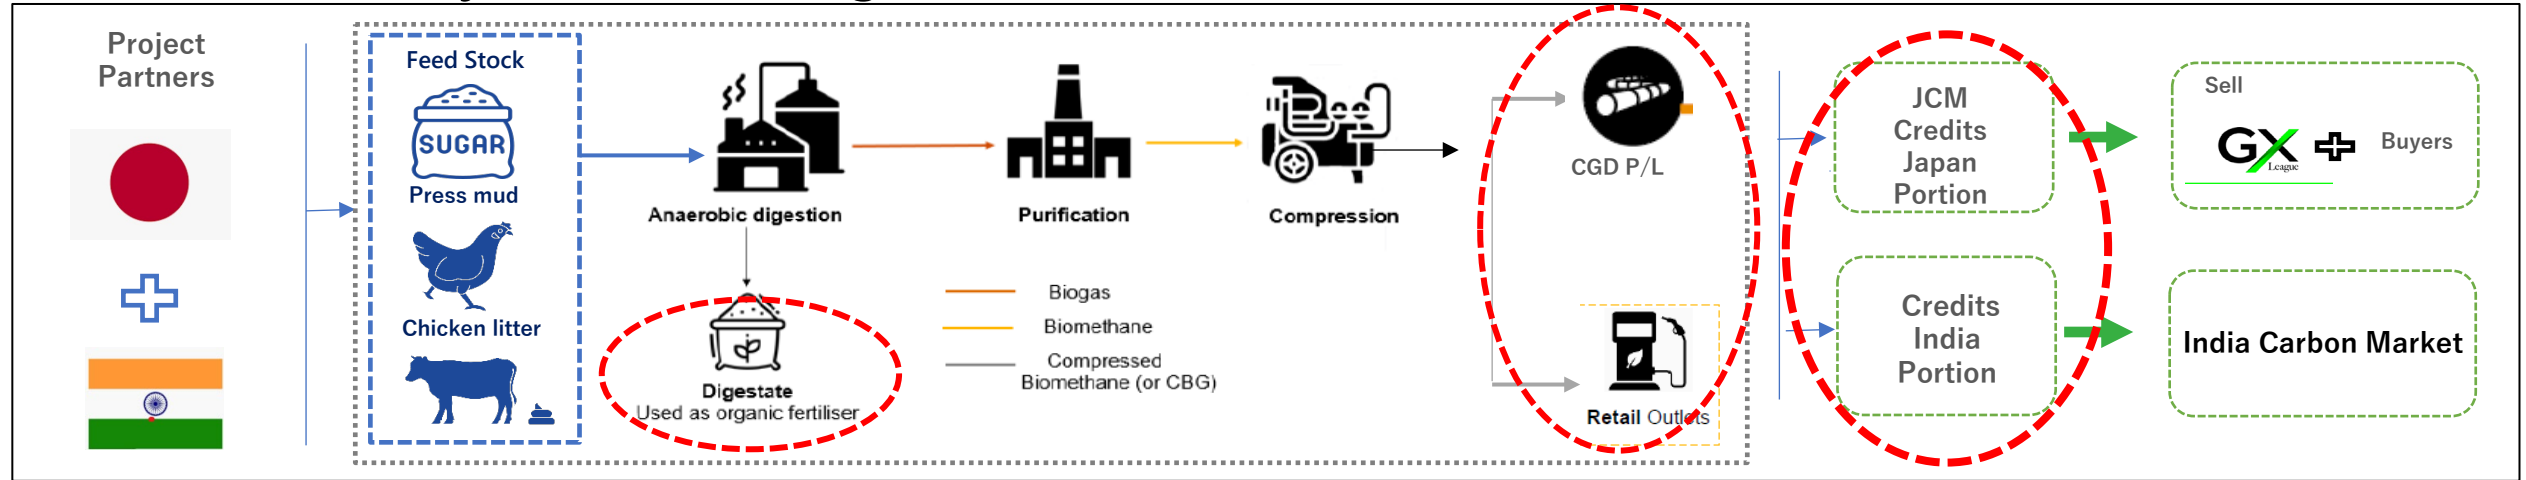 Project
Partners
Feed Stock
SUGAR
Press mud
Chicken litter
Anaerobic digestion
Digestate
Used as organic fertiliser
Purification
Compression
Biogas
Biomethane
Compressed
Biomethane (or CBG)
CGD P/L
Retail Outlets
JCM
Credits
Japan
Portion
Credits
India
Portion
Sell
GX
League
Buyers
India Carbon Market